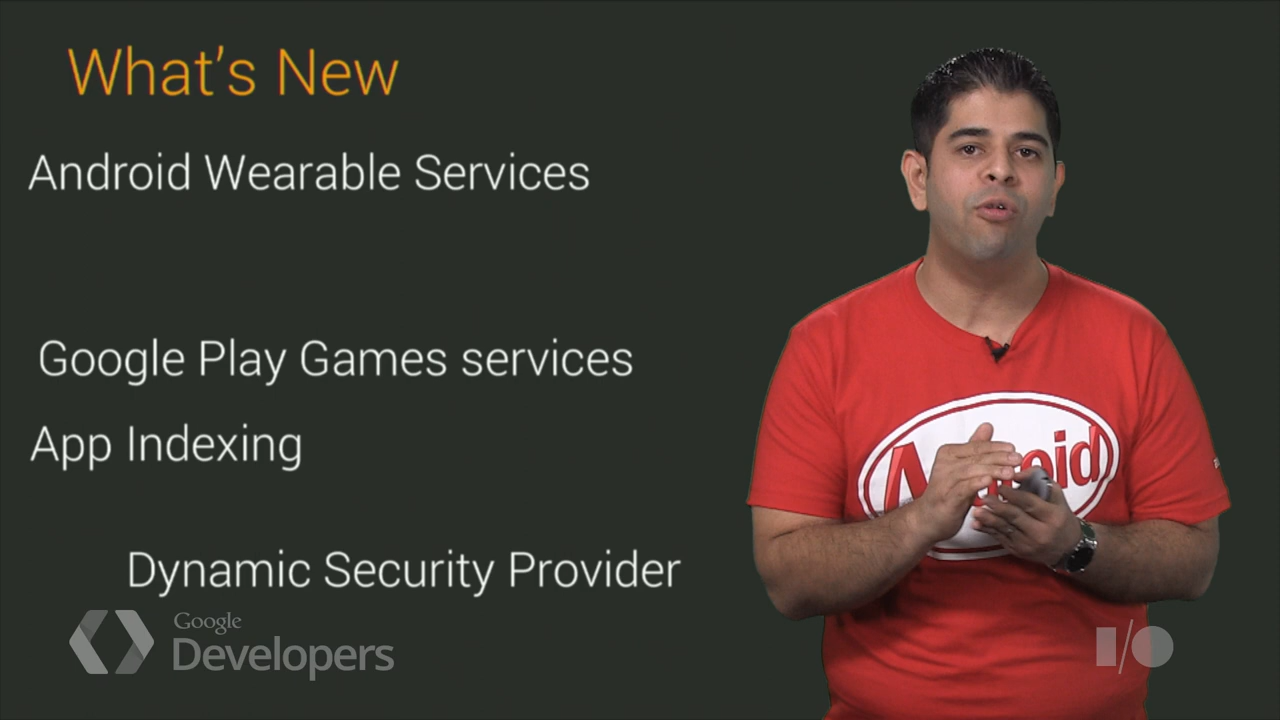 What's New
Android Wearable Services
Google Play Games services
App Indexing
Dynamic Security Provider
Google
Developers
I/O